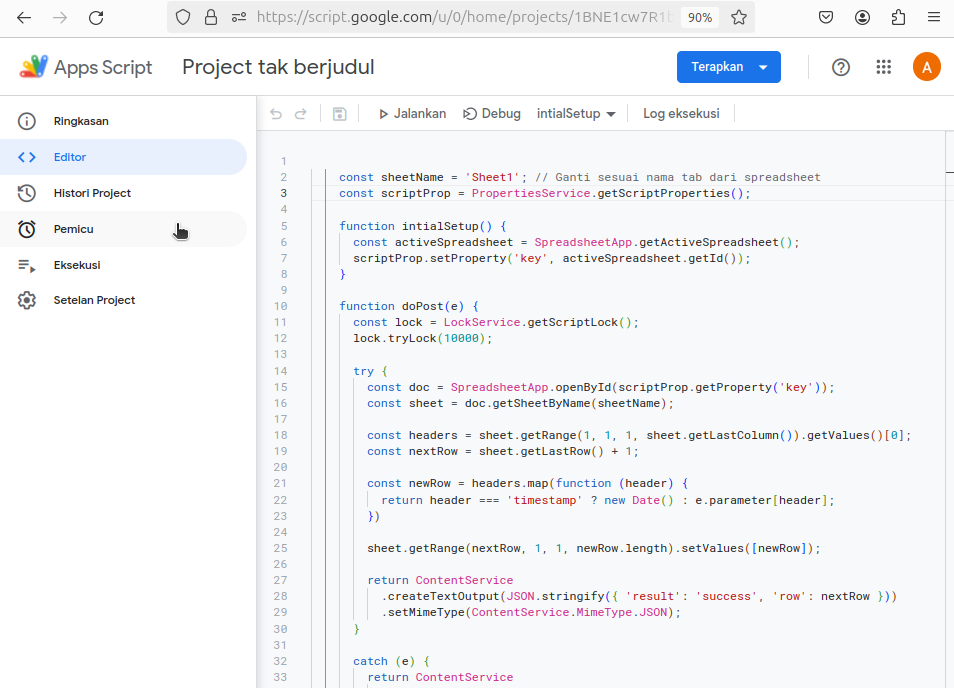 https://script.google.com/u/0/home/projects/1BNE1cw7R1b
90%
Apps Script
Project tak berjudul
Terapkan
A
Ringkasan
Editor
Histori Project
Pemicu
Eksekusi
Setelan Project
Jalankan
Debug
intialSetup
Log eksekusi
1
2 const sheetName = 'Sheet1'; // Ganti sesuai nama tab dari spreadsheet
3 const scriptProp = PropertiesService.getScriptProperties();
4
5 function intialSetup() {
6 const activeSpreadsheet = SpreadsheetApp.getActiveSpreadsheet();
7 scriptProp.setProperty('key', activeSpreadsheet.getId());
8 }
9
10 function doPost(e) {
11 const lock = LockService.getScriptLock();
12 lock.tryLock(10000);
13
14 try {
15 const doc = SpreadsheetApp.openById(scriptProp.getProperty('key'));
16 const sheet = doc.getSheetByName(sheetName);
17
18 const headers = sheet.getRange(1, 1, 1, sheet.getLastColumn()).getValues()[0];
19 const nextRow = sheet.getLastRow() + 1;
20
21 const newRow = headers.map(function (header) {
22 return header === 'timestamp' ? new Date() : e.parameter[header];
23 })
24
25 sheet.getRange(nextRow, 1, 1, newRow.length).setValues([newRow]);
26
27 return ContentService
28 .createTextOutput(JSON.stringify({ 'result': 'success', 'row': nextRow }))
29 .setMimeType(ContentService.MimeType.JSON);
30 }
31
32 catch (e) {
33 return ContentService